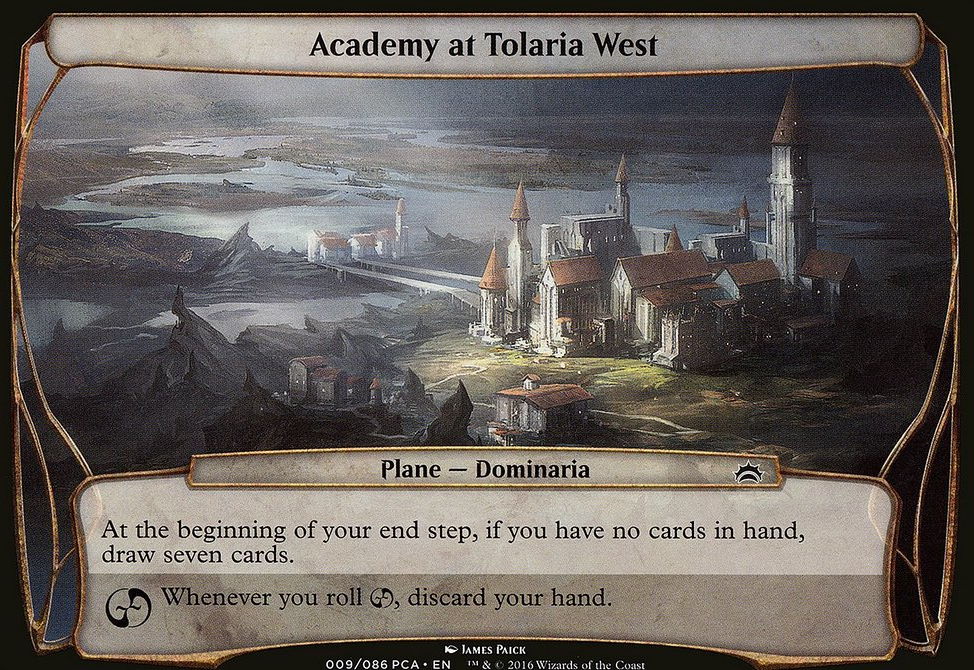 Academy at Tolaria West
Plane — Dominaria
At the beginning of your end step, if you have no cards in hand,
draw seven cards.
Whenever you roll , discard your hand.
James Paick
009/086 PCA • EN ™ & © 2016 Wizards of the Coast